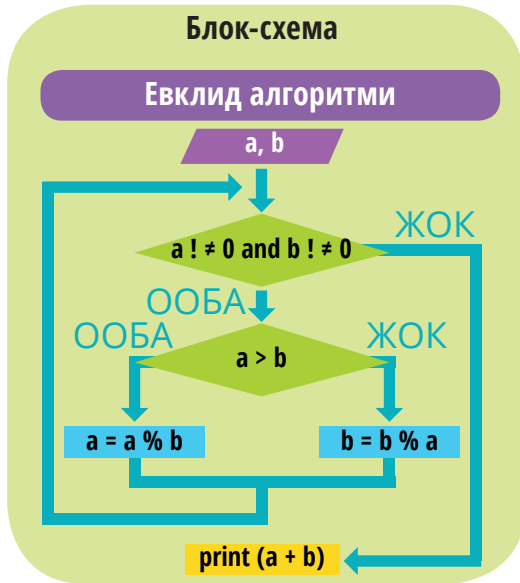 Блок-схема
Евклид алгоритми
a, b
a ! ≠ 0 and b ! ≠ 0
ЖОК
ООБА
ООБА
a > b
ЖОК
a = a % b
b = b % a
print (a + b)